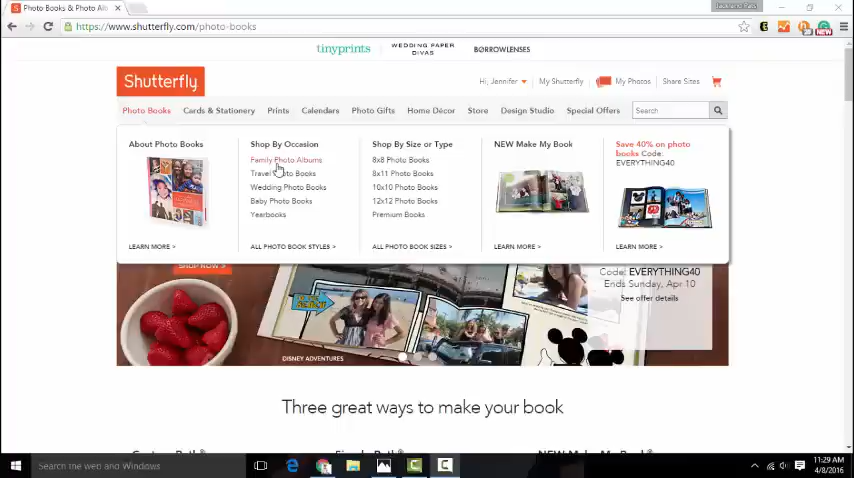 Photo Books & Photo Alb
Jackland Patty
https://www.shutterfly.com/photo-books
NEW
tinyprints
WEDDING PAPER DIVAS
BORROWLENSES
Shutterfly
Hi, Jennifer
My Shutterfly
My Photos
Share Sites
Photo Books
Cards & Stationery
Prints
Calendars
Photo Gifts
Home Décor
Store
Design Studio
Special Offers
Search
About Photo Books
LEARN MORE >
Shop By Occasion
Family Photo Albums
Travel Photo Books
Wedding Photo Books
Baby Photo Books
Yearbooks
ALL PHOTO BOOK STYLES >
Shop By Size or Type
8x8 Photo Books
8x11 Photo Books
10x10 Photo Books
12x12 Photo Books
Premium Books
ALL PHOTO BOOK SIZES >
NEW Make My Book
LEARN MORE >
Save 40% on photo
books Code:
EVERYTHING40
LEARN MORE >
SHOP NOW >
Code: EVERYTHING40
Ends Sunday, Apr 10
See offer details
DISNEY ADVENTURES
Three great ways to make your book
Search the web and Windows
11:29 AM
4/8/2016